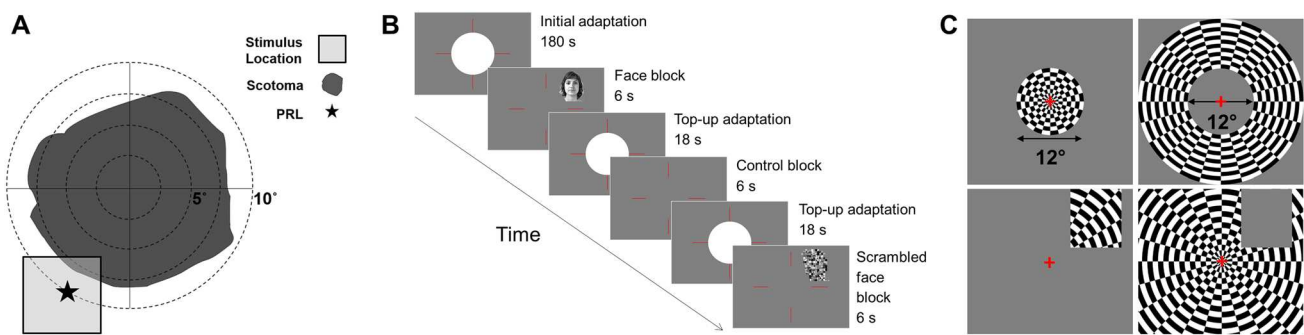 A
Stimulus
Location
Scotoma
PRL
5°
10°
B
Initial adaptation
180 s
Face block
6 s
Top-up adaptation
18 s
Control block
6 s
Top-up adaptation
18 s
Scrambled
face
block
6 s
Time
C
12°
12°